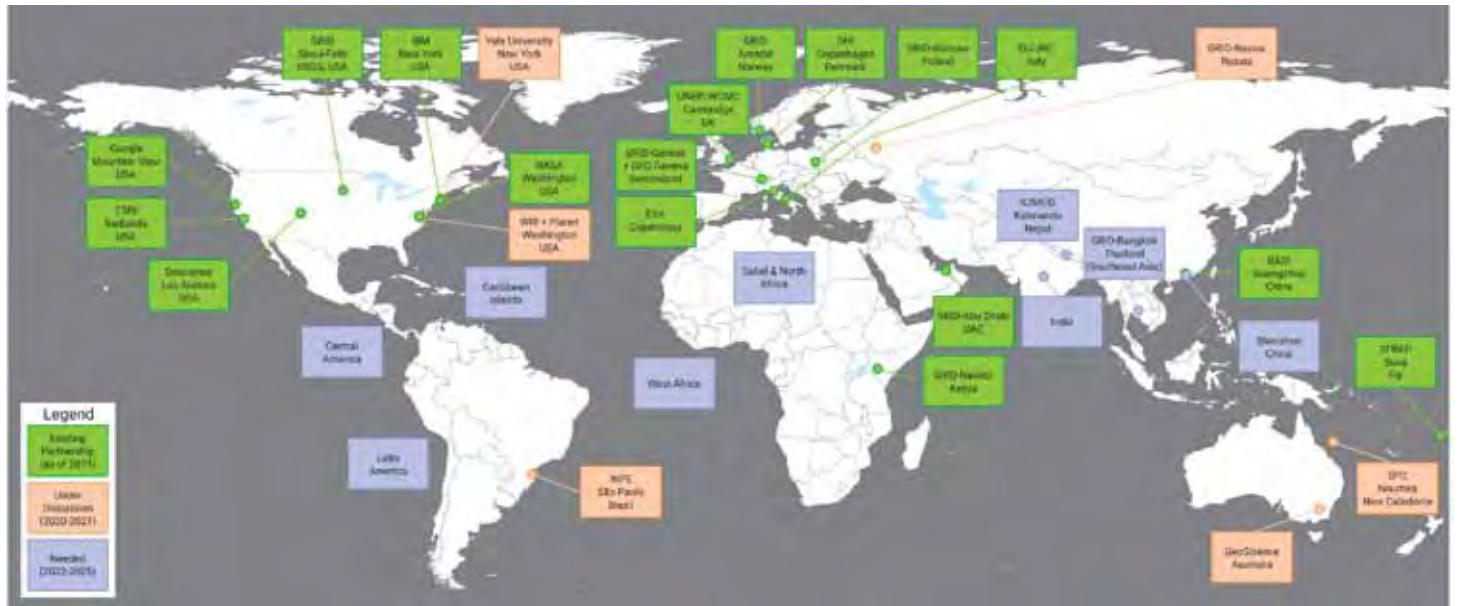 GRID
Sioux-Falls
USGS, USA
IBM
New York
USA
Yale University
New York
USA
GRID
Arendal
Norway
DHI
Copenhagen
Denmark
GRID-Warsaw
Poland
EU JRC
Italy
GRID-Russia
Russia
UNEP-WCMC
Cambridge
UK
Google
Mountain View
USA
NASA
Washington
USA
GRID-Geneva
+ GEO Geneva
Switzerland
ESRI
Redlands
USA
WRI + Planet
Washington
USA
ESA
Copernicus
ICIMOD
Kathmandu
Nepal
GRID-Bangkok
Thailand
(Southeast Asia)
Descartes
Los Alamos
USA
Caribbean
Islands
Sahel & North
Africa
Guangzhou
China
GRID-Abu Dhabi
UAE
India
Shenzhen
China
Central
America
West Africa
GRID-Nairobi
Kenya
SPREP
Suva
Fiji
Legend
Existing
Partnership
Under
Discussion
(2020-2021)
Needed
(2022-2025)
Latin
America
INPE
São Paulo
Brazil
SPC
Noumea
New Caledonia
GeoScience
Australia